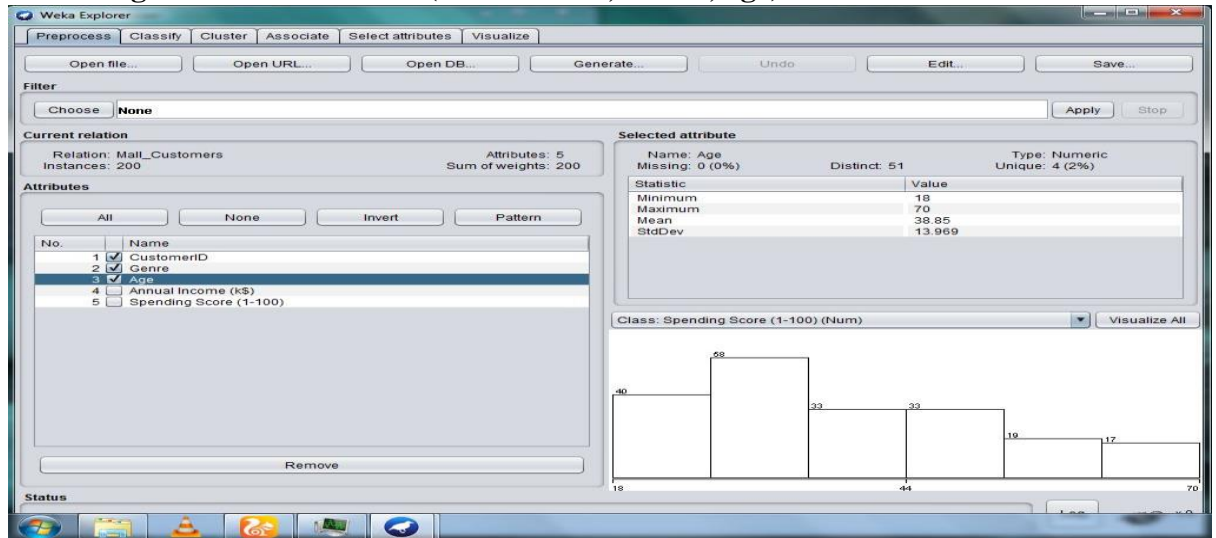 Weka Explorer
Preprocess Classify Cluster Associate Select attributes Visualize
Open file... Open URL... Open DB... Generate... Undo Edit... Save...
Filter
Choose None Apply Stop
Current relation
Relation: Mall_Customers Attributes: 5
Instances: 200 Sum of weights: 200
Attributes
All None Invert Pattern
No. Name
1 CustomerID
2 Genre
3 Age
4 Annual Income (k$)
5 Spending Score (1-100)
Remove
Selected attribute
Name: Age Type: Numeric
Missing: 0 (0%) Distinct: 51 Unique: 4 (2%)
Statistic Value
Minimum 18
Maximum 70
Mean 38.85
StdDev 13.969
Class: Spending Score (1-100) (Num) Visualize All
40 58 33 33 19 17
18 44 70
Status